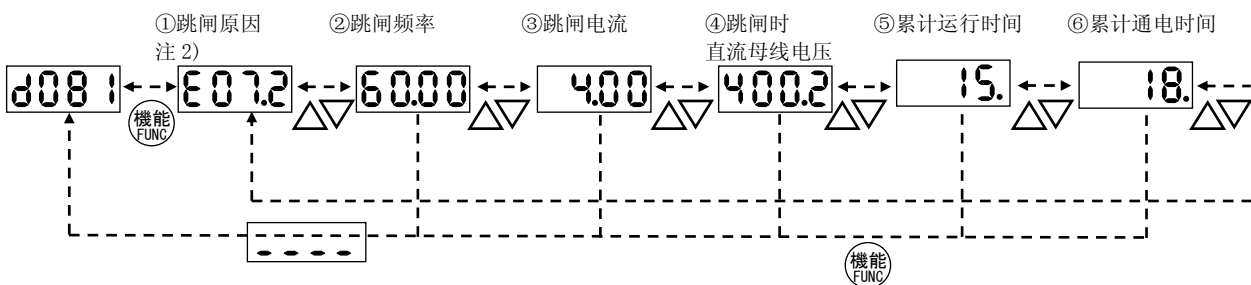 ①跳闸原因 ②跳闸频率 ③跳闸电流 ④跳闸时 ⑤累计运行时间 ⑥累计通电时间
注 2) 直流母线电压
d081 E07.2 60.00 4.00 400.2 15. 18.
機能
FUNC
- - - -
機能
FUNC